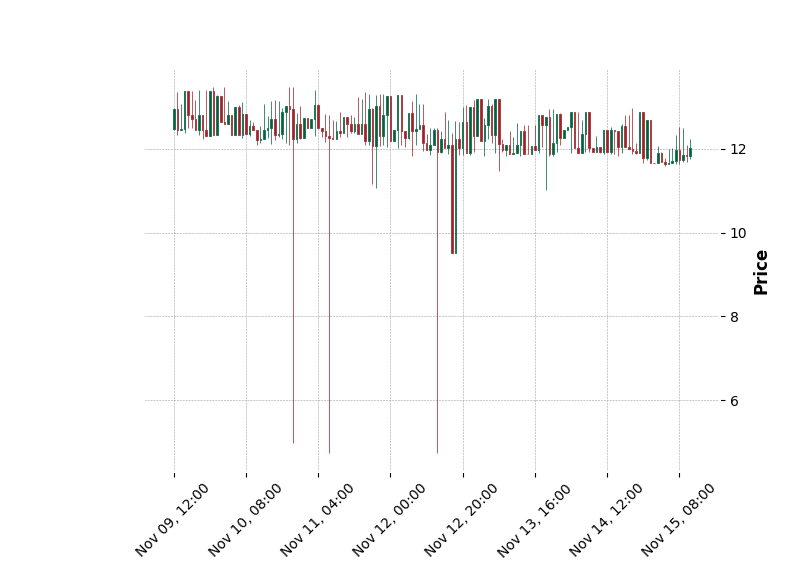 12
10
8
6
Price
Nov 09, 12:00
Nov 10, 08:00
Nov 11, 04:00
Nov 12, 00:00
Nov 12, 20:00
Nov 13, 16:00
Nov 14, 12:00
Nov 15, 08:00